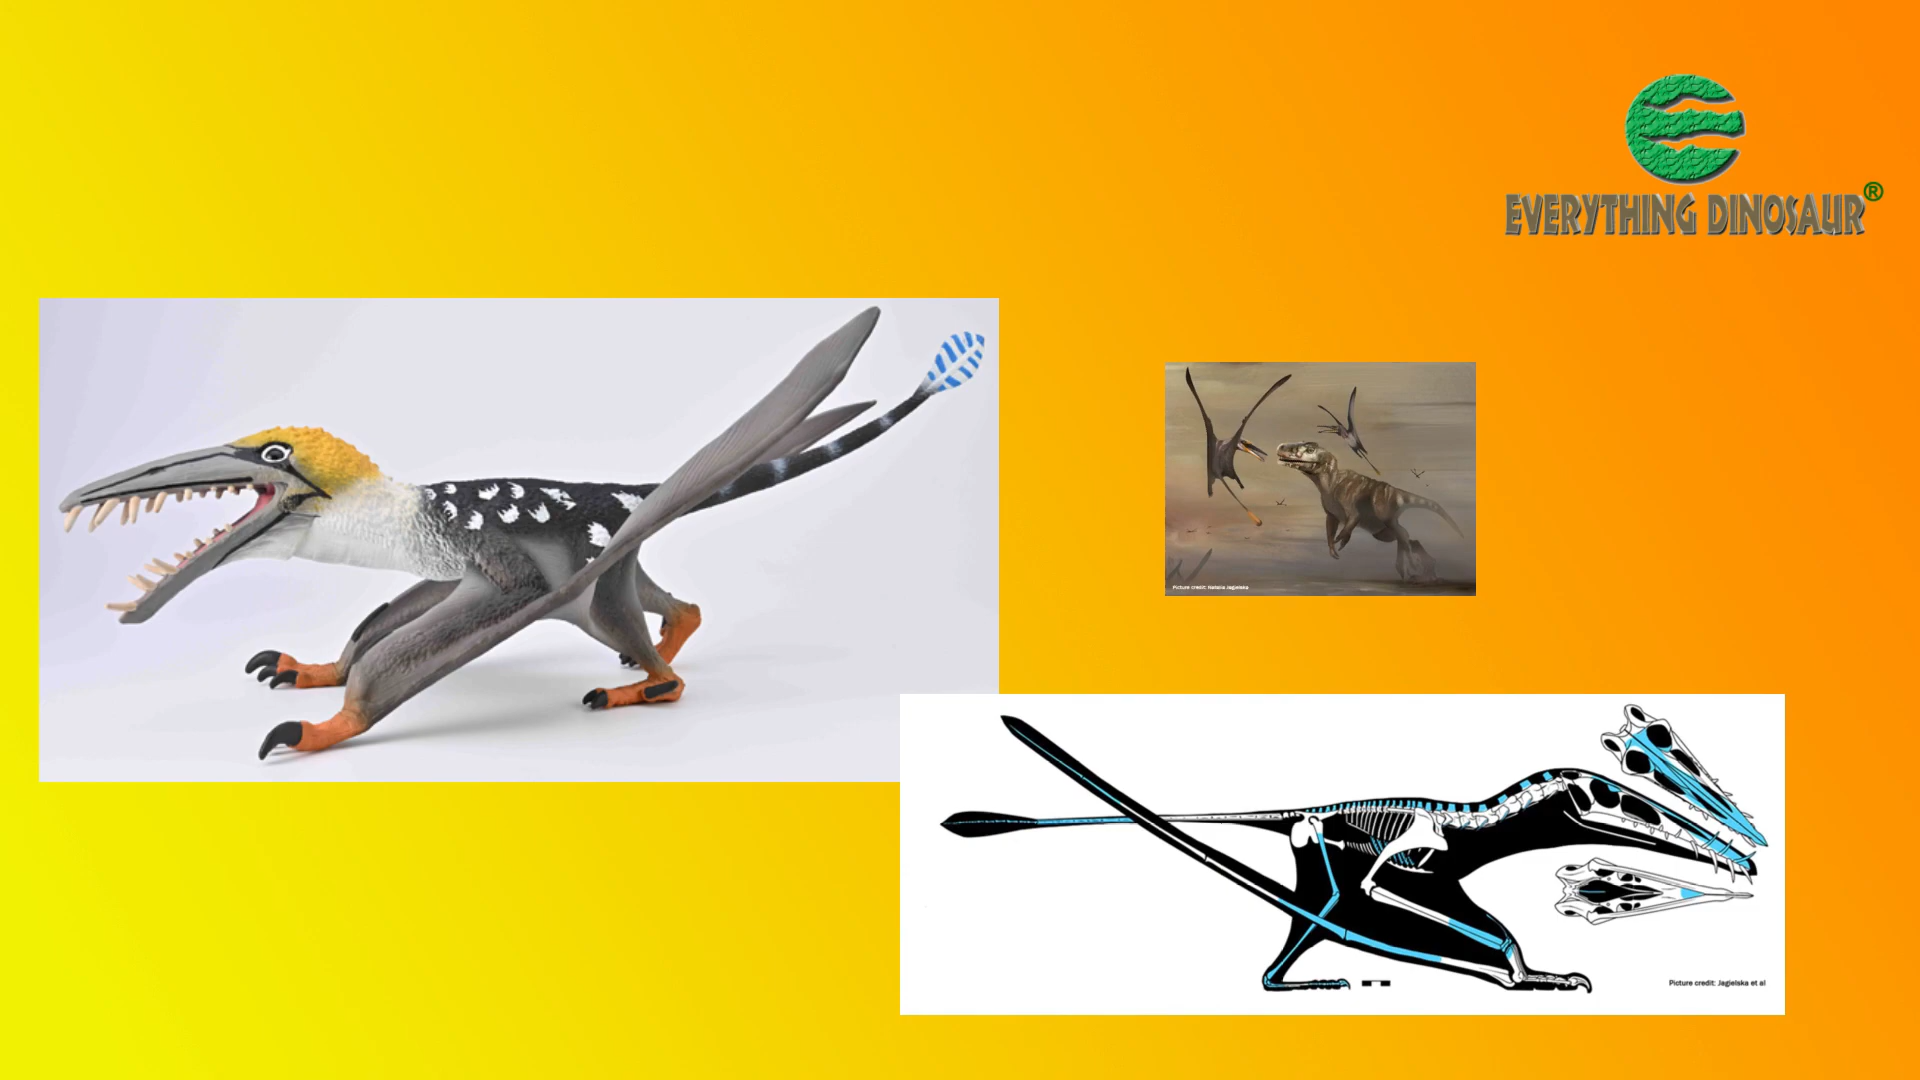 EVERYTHING DINOSAUR®
Picture credit: Natalia Jagielska
Picture credit: Jagielska et al